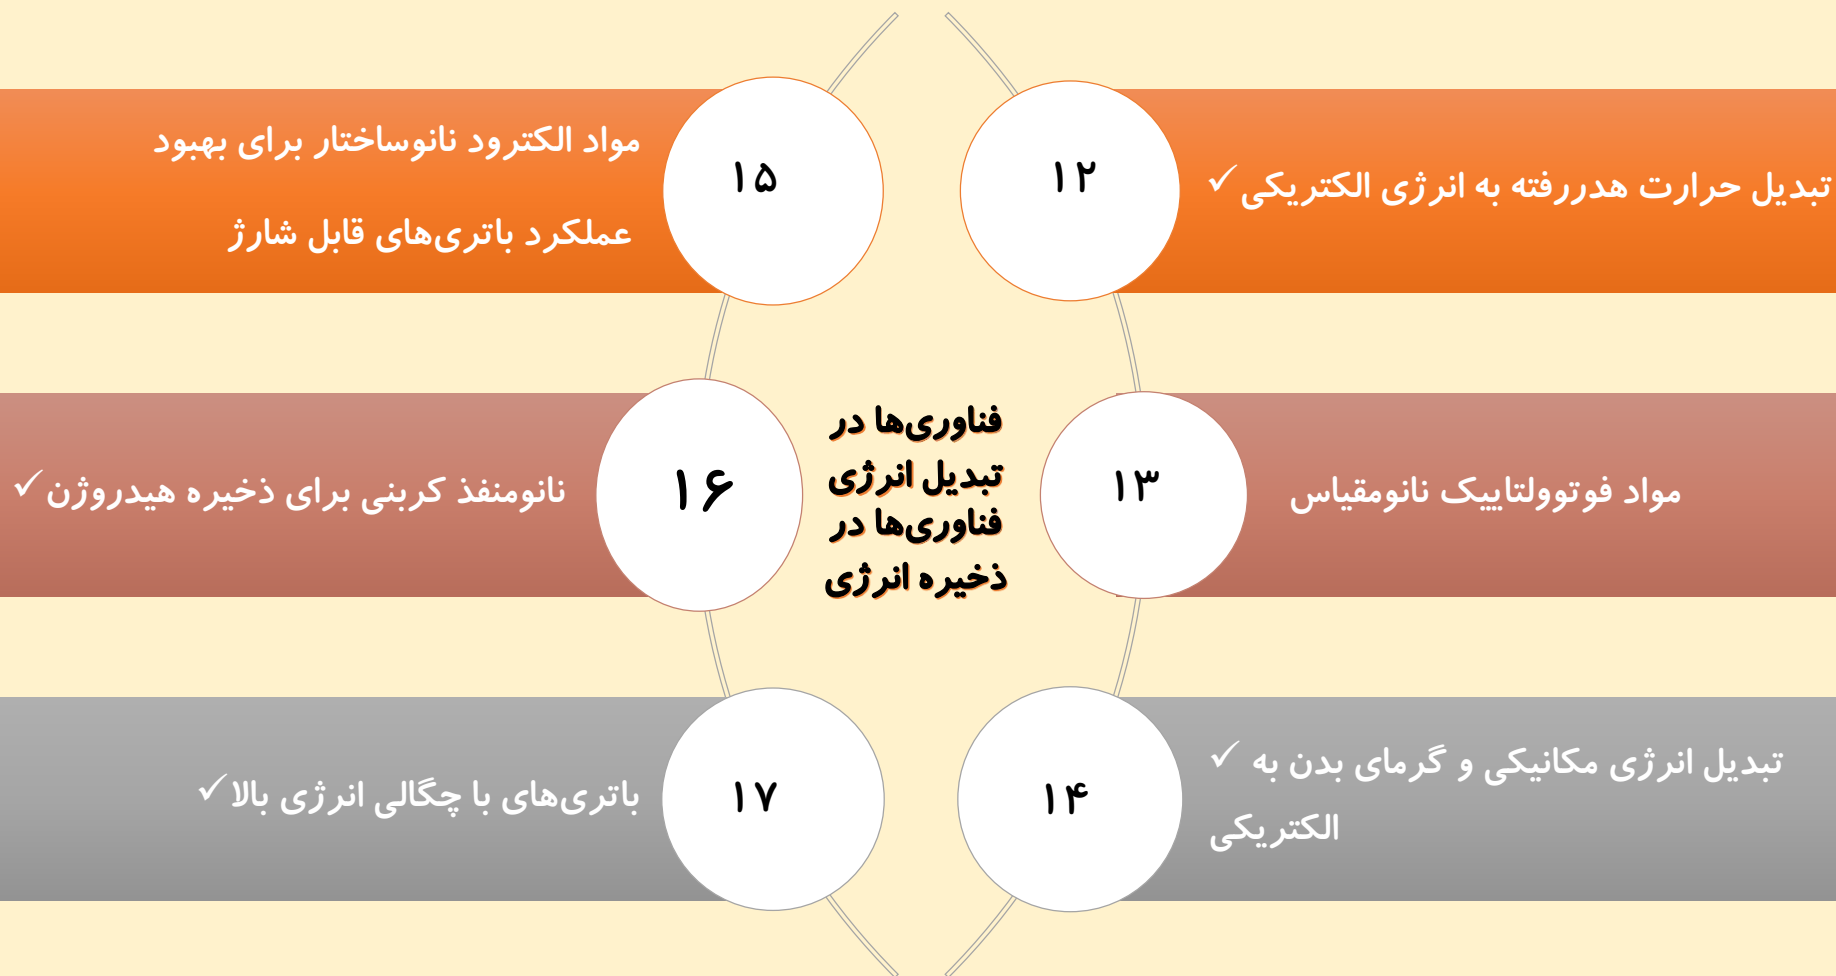 فناوری‌ها در
تبدیل انرژی
فناوری‌ها در
ذخیره انرژی
۱۲
تبدیل حرارت هدررفته به انرژی الکتریکی✓
۱۳
مواد فوتوولتاییک نانومقیاس
۱۴
تبدیل انرژی مکانیکی و گرمای بدن به ✓
الکتریکی
۱۵
مواد الکترود نانوساختار برای بهبود
عملکرد باتری‌های قابل شارژ
۱۶
نانومنفذ کربنی برای ذخیره هیدروژن✓
۱۷
باتری‌های با چگالی انرژی بالا✓